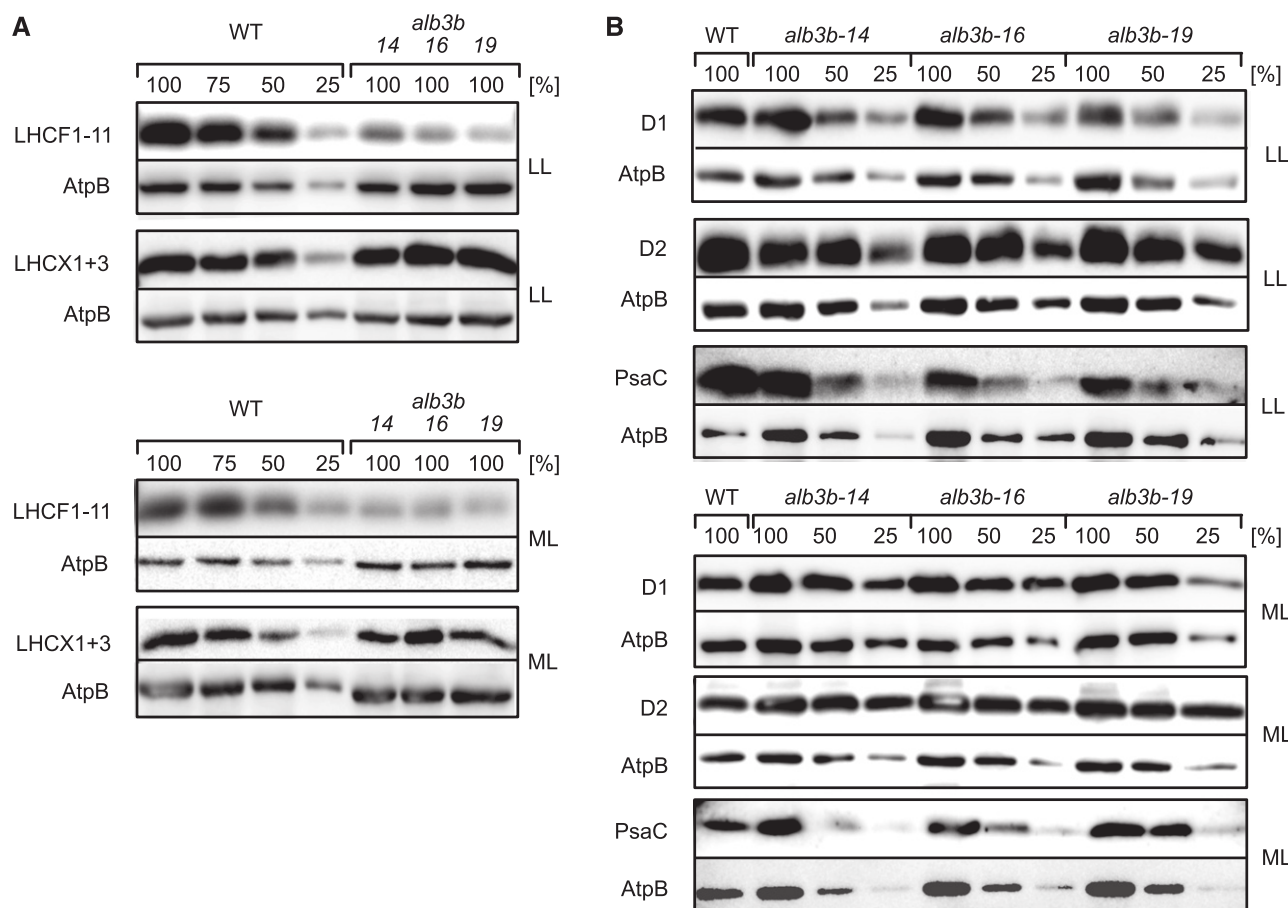 A
WT
alb3b
14 16 19
100 75 50 25 100 100 100 [%]
LHCF1-11
LL
AtpB
LHCX1+3
LL
AtpB
WT
alb3b
14 16 19
100 75 50 25 100 100 100 [%]
LHCF1-11
ML
AtpB
LHCX1+3
ML
AtpB
B
WT alb3b-14 alb3b-16 alb3b-19
100 100 50 25 100 50 25 100 50 25 [%]
D1
LL
AtpB
D2
LL
AtpB
PsaC
LL
AtpB
WT alb3b-14 alb3b-16 alb3b-19
100 100 50 25 100 50 25 100 50 25 [%]
D1
ML
AtpB
D2
ML
AtpB
PsaC
ML
AtpB